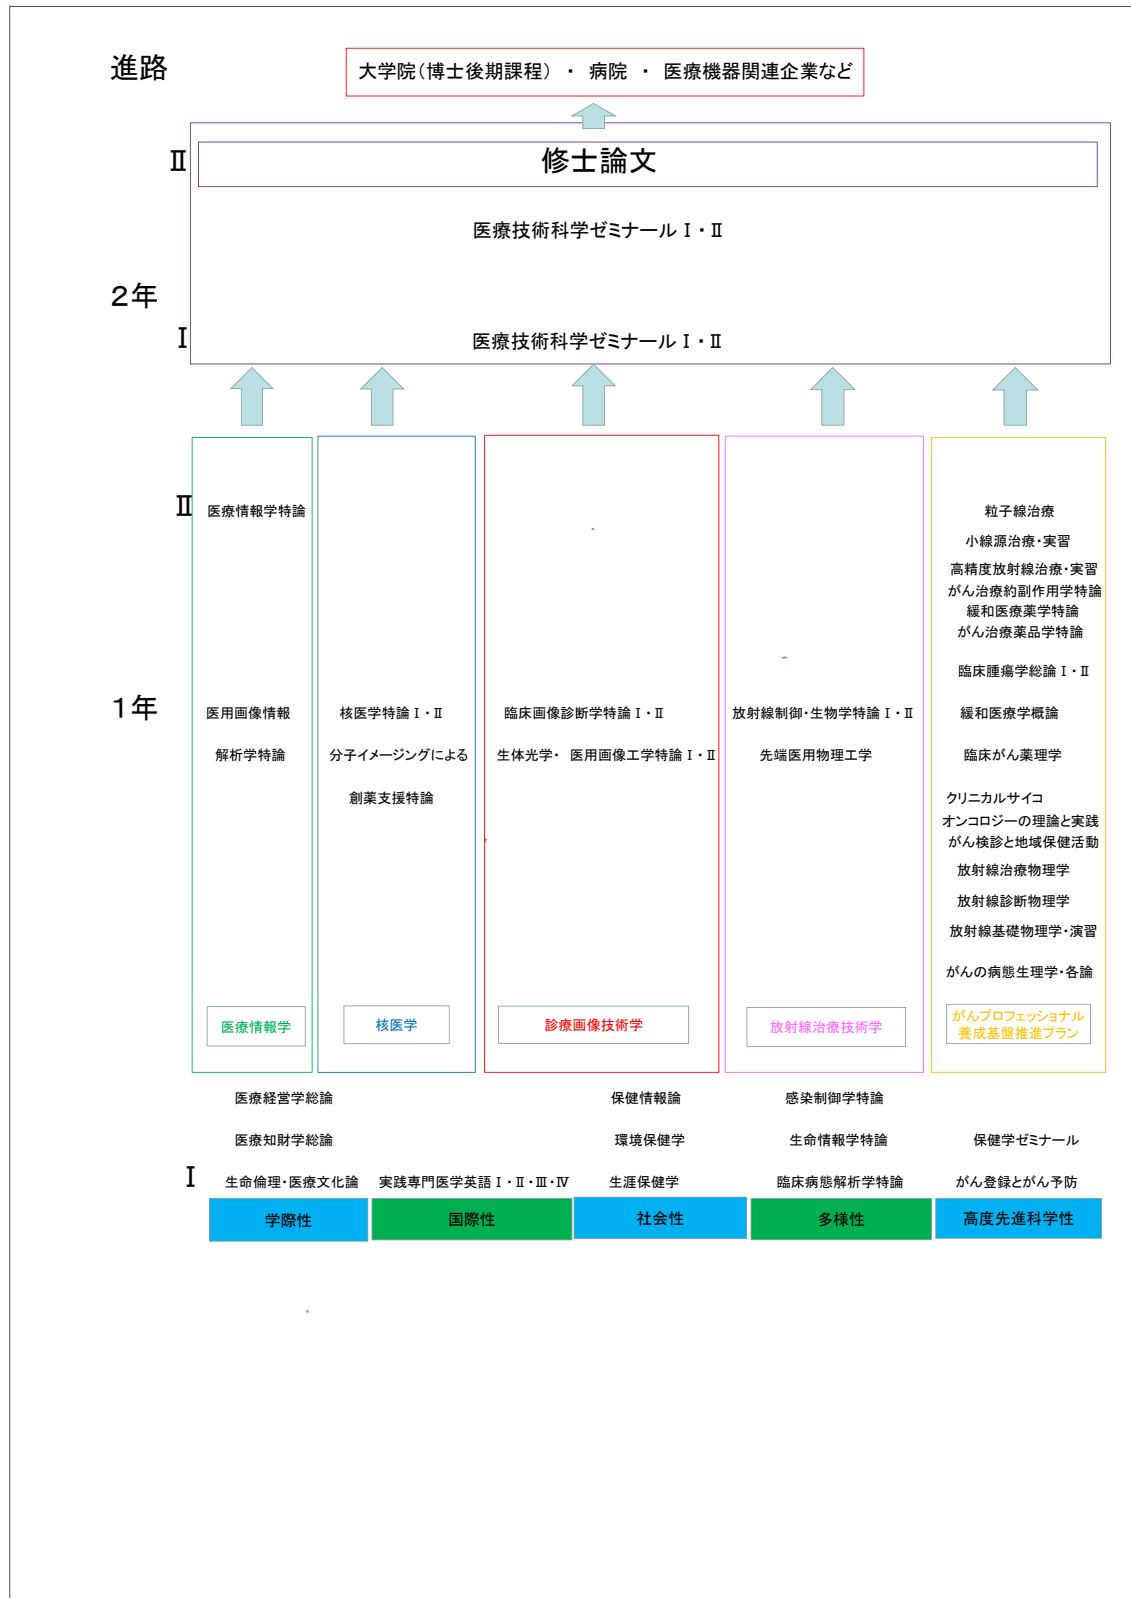 進路
大学院（博士後期課程） ・ 病院 ・ 医療機器関連企業など
Ⅱ
修士論文
医療技術科学ゼミナールⅠ・Ⅱ
2年
Ⅰ
医療技術科学ゼミナールⅠ・Ⅱ
Ⅱ
医療情報学特論
粒子線治療
小線源治療・実習
高精度放射線治療・実習
がん治療約副作用学特論
緩和医療薬学特論
がん治療薬品学特論
臨床腫瘍学総論Ⅰ・Ⅱ
1年
医用画像情報
解析学特論
核医学特論Ⅰ・Ⅱ
分子イメージングによる
創薬支援特論
臨床画像診断学特論Ⅰ・Ⅱ
生体光学・ 医用画像工学特論Ⅰ・Ⅱ
放射線制御・生物学特論Ⅰ・Ⅱ
先端医用物理工学
緩和医療学概論
臨床がん薬理学
クリニカルサイコ
オンコロジーの理論と実践
がん検診と地域保健活動
放射線治療物理学
放射線診断物理学
放射線基礎物理学・演習
がんの病態生理学・各論
医療情報学
核医学
診療画像技術学
放射線治療技術学
がんプロフェッショナル
養成基盤推進プラン
医療経営学総論
保健情報論
感染制御学特論
医療知財学総論
環境保健学
生命情報学特論
保健学ゼミナール
Ⅰ
生命倫理・医療文化論
実践専門医学英語Ⅰ・Ⅱ・Ⅲ・Ⅳ
生涯保健学
臨床病態解析学特論
がん登録とがん予防
学際性
国際性
社会性
多様性
高度先進科学性